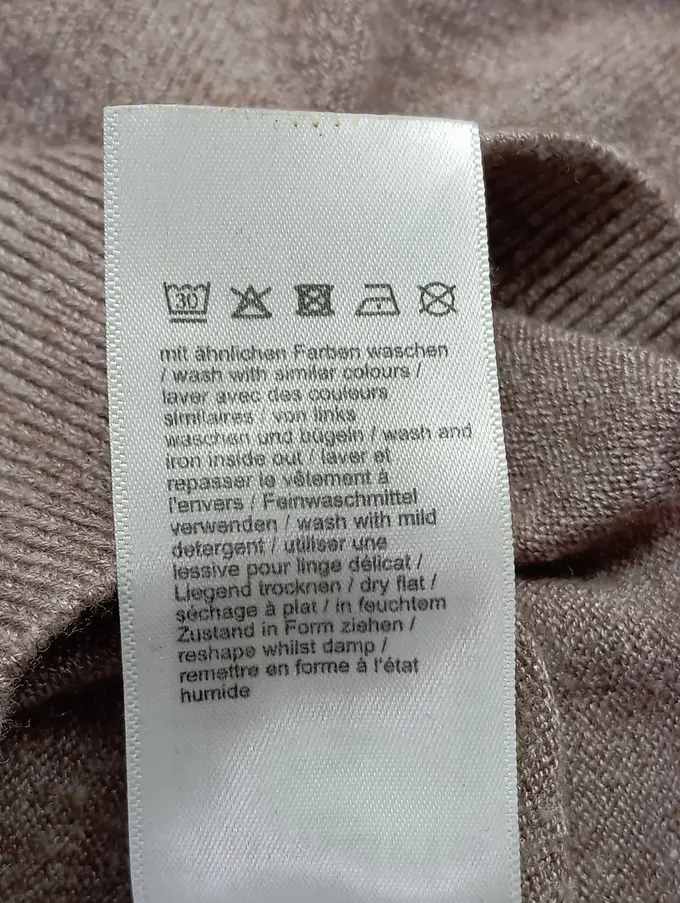 30
mit ähnlichen Farben waschen
/ wash with similar colours /
laver avec des couleurs
similaires / von links
waschen und bügeln / wash and
iron inside out / laver et
repasser le vêtement à
l'envers / Feinwaschmittel
verwenden / wash with mild
detergent / utiliser une
lessive pour linge délicat /
Liegend trocknen / dry flat /
séchage à plat / in feuchtem
Zustand in Form ziehen /
reshape whilst damp /
remettre en forme à l'état
humide